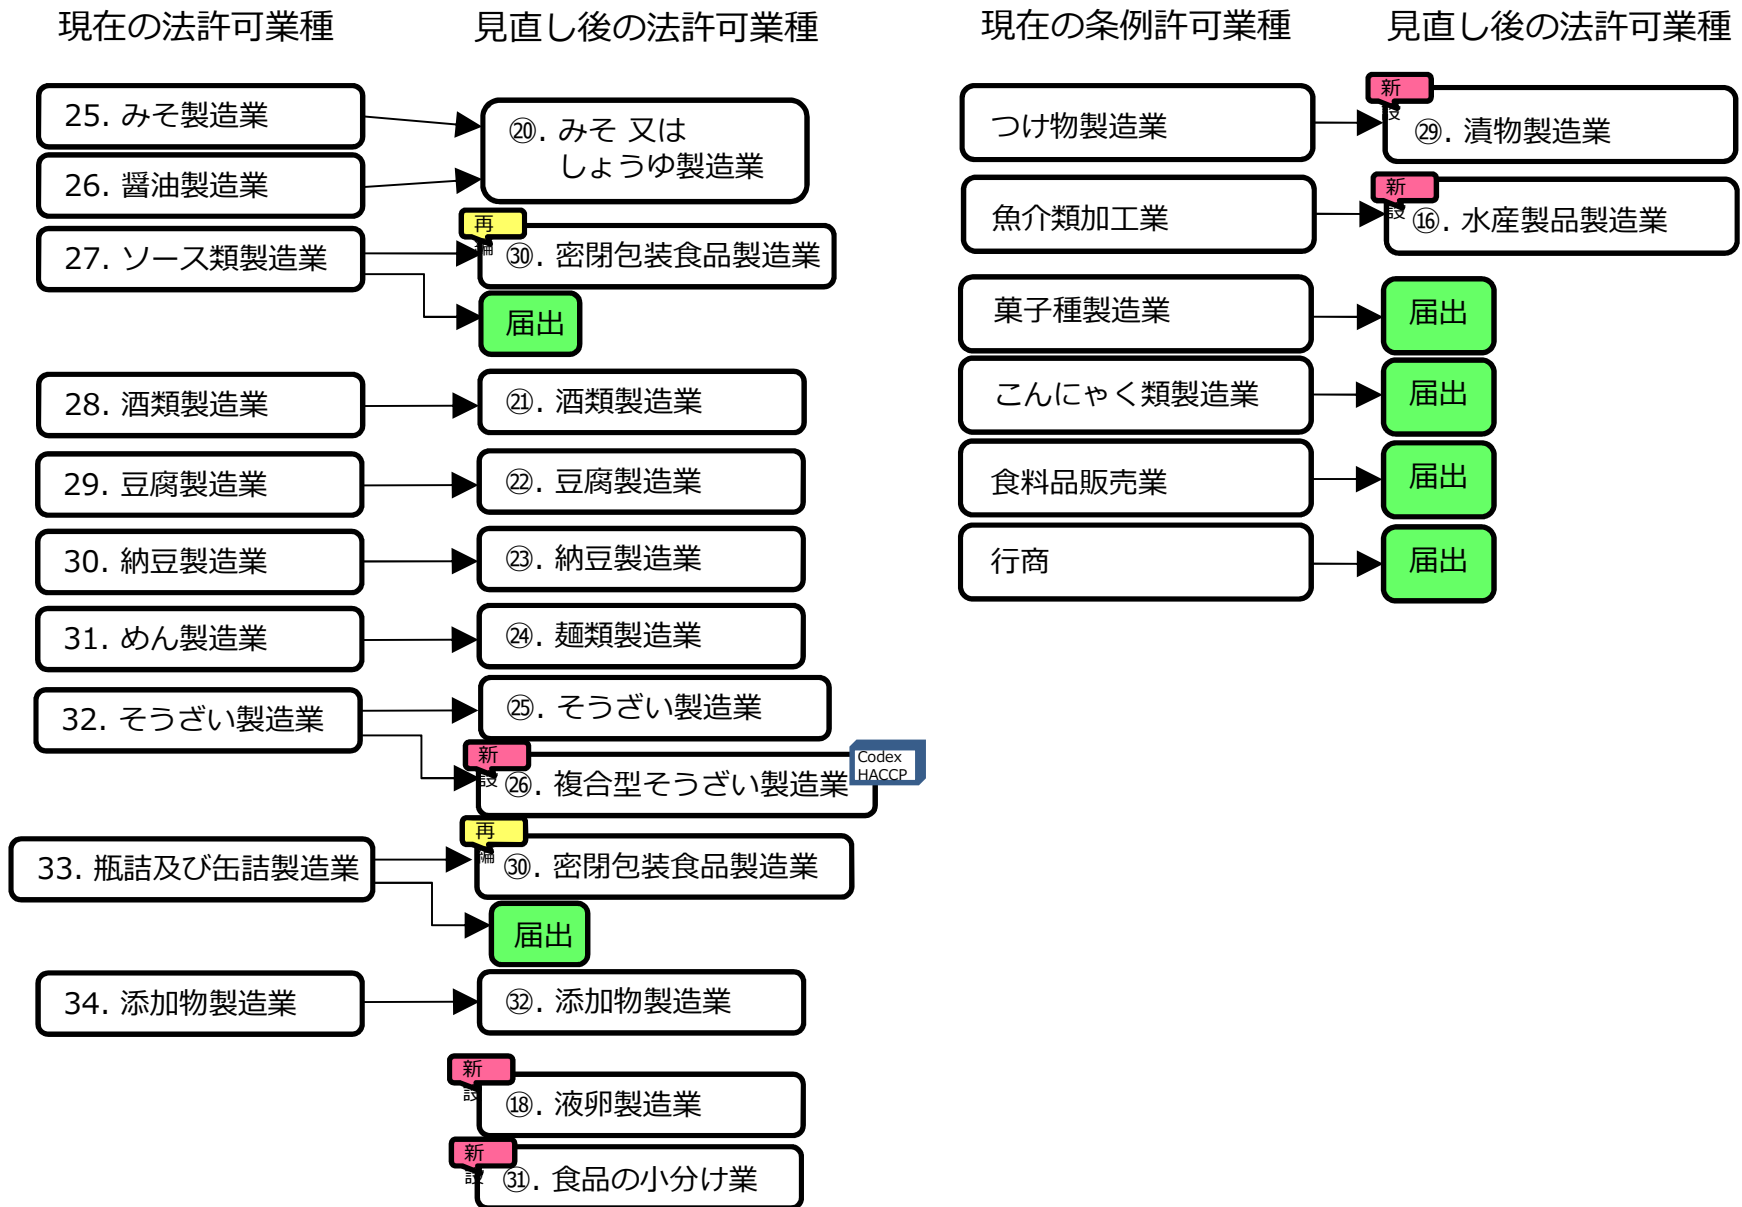 現在の法許可業種
見直し後の法許可業種
25. みそ製造業
26. 醤油製造業
⑳. みそ 又は
しょうゆ製造業
27. ソース類製造業
再編
㉚. 密閉包装食品製造業
届出
28. 酒類製造業
㉑. 酒類製造業
29. 豆腐製造業
㉒. 豆腐製造業
30. 納豆製造業
㉓. 納豆製造業
31. めん製造業
㉔. 麺類製造業
32. そうざい製造業
㉕. そうざい製造業
新設
㉖. 複合型そうざい製造業
Codex
HACCP
33. 瓶詰及び缶詰製造業
再編
㉚. 密閉包装食品製造業
届出
34. 添加物製造業
㉜. 添加物製造業
新設
⑱. 液卵製造業
新設
㉛. 食品の小分け業
現在の条例許可業種
見直し後の法許可業種
つけ物製造業
新設
㉙. 漬物製造業
魚介類加工業
新設
⑯. 水産製品製造業
菓子種製造業
届出
こんにゃく類製造業
届出
食料品販売業
届出
行商
届出